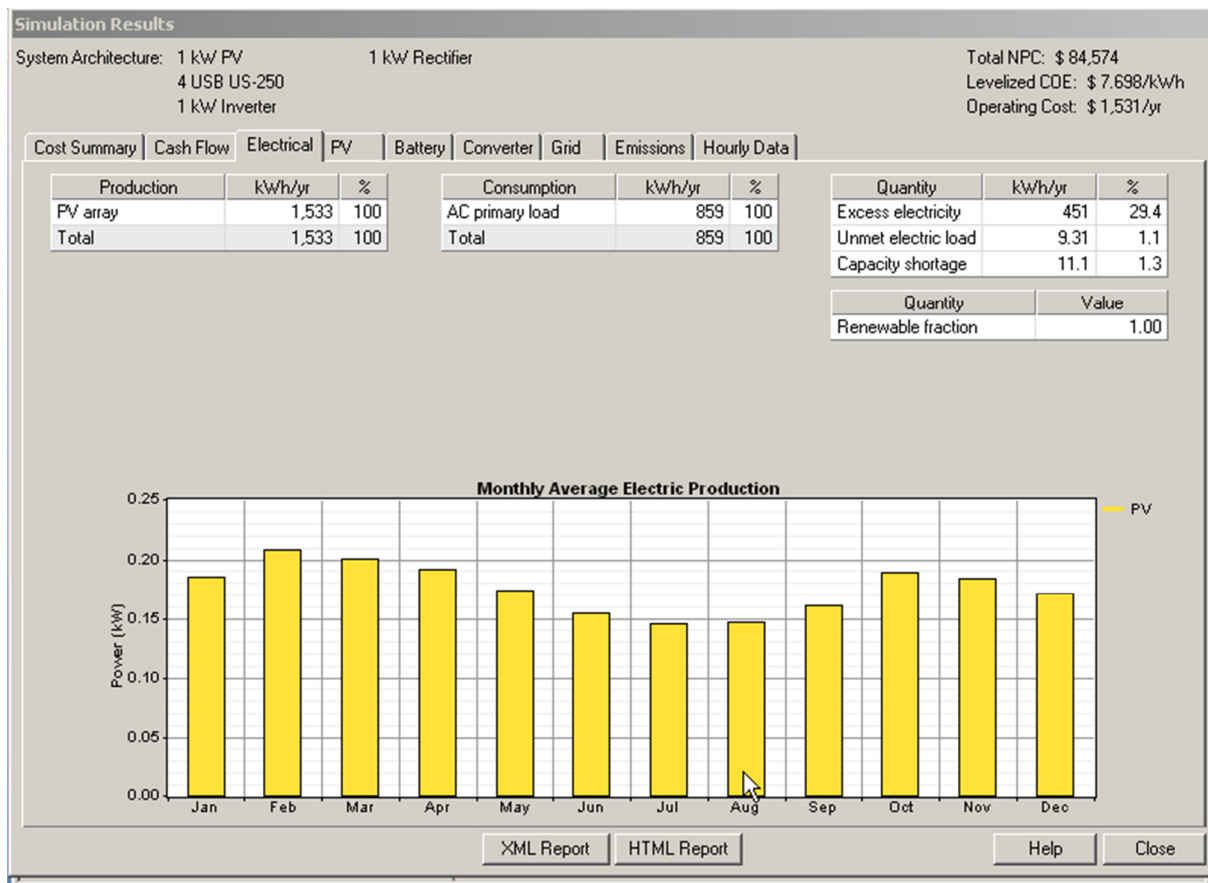 Simulation Results
System Architecture: 1 kW PV 1 kW Rectifier Total NPC: $ 84,574
4 USB US-250 Levelized COE: $ 7.698/kWh
1 kW Inverter Operating Cost: $ 1,531/yr
Cost Summary Cash Flow Electrical PV Battery Converter Grid Emissions Hourly Data
Production kWh/yr % Consumption kWh/yr % Quantity kWh/yr %
PV array 1,533 100 AC primary load 859 100 Excess electricity 451 29.4
Total 1,533 100 Total 859 100 Unmet electric load 9.31 1.1
Capacity shortage 11.1 1.3
Quantity Value
Renewable fraction 1.00
Monthly Average Electric Production
PV
Power (kW)
0.25
0.20
0.15
0.10
0.05
0.00
Jan Feb Mar Apr May Jun Jul Aug Sep Oct Nov Dec
XML Report HTML Report Help Close